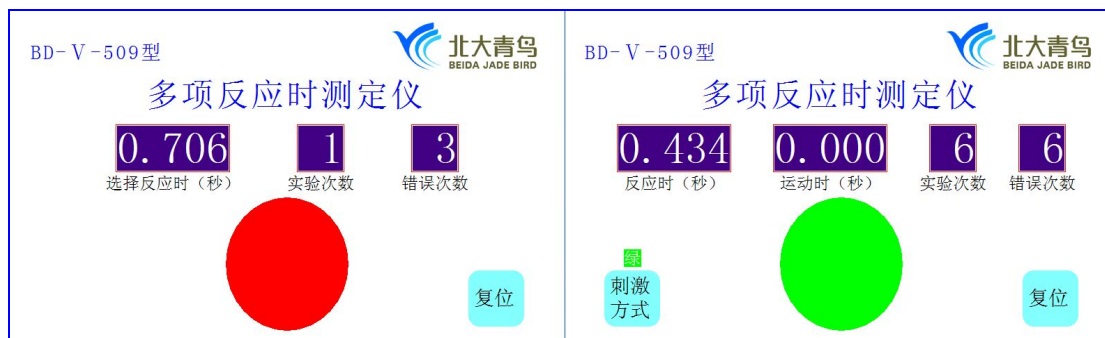 BD-Ⅴ-509型
北大青鸟
BEIDA JADE BIRD
多项反应时测定仪
0.706 1 3
选择反应时（秒） 实验次数 错误次数
复位
BD-Ⅴ-509型
北大青鸟
BEIDA JADE BIRD
多项反应时测定仪
0.434 0.000 6 6
反应时（秒） 运动时（秒） 实验次数 错误次数
绿
刺激
方式
复位